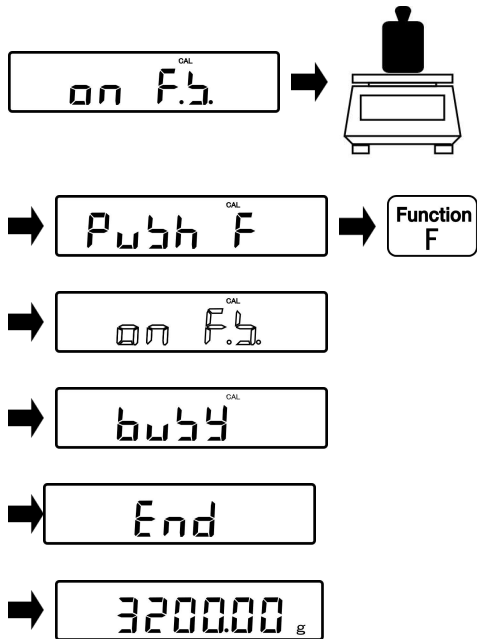 CAL
on F.S.
CAL
Push F
Function
F
CAL
on F.S.
CAL
busy
End
3200.00 g